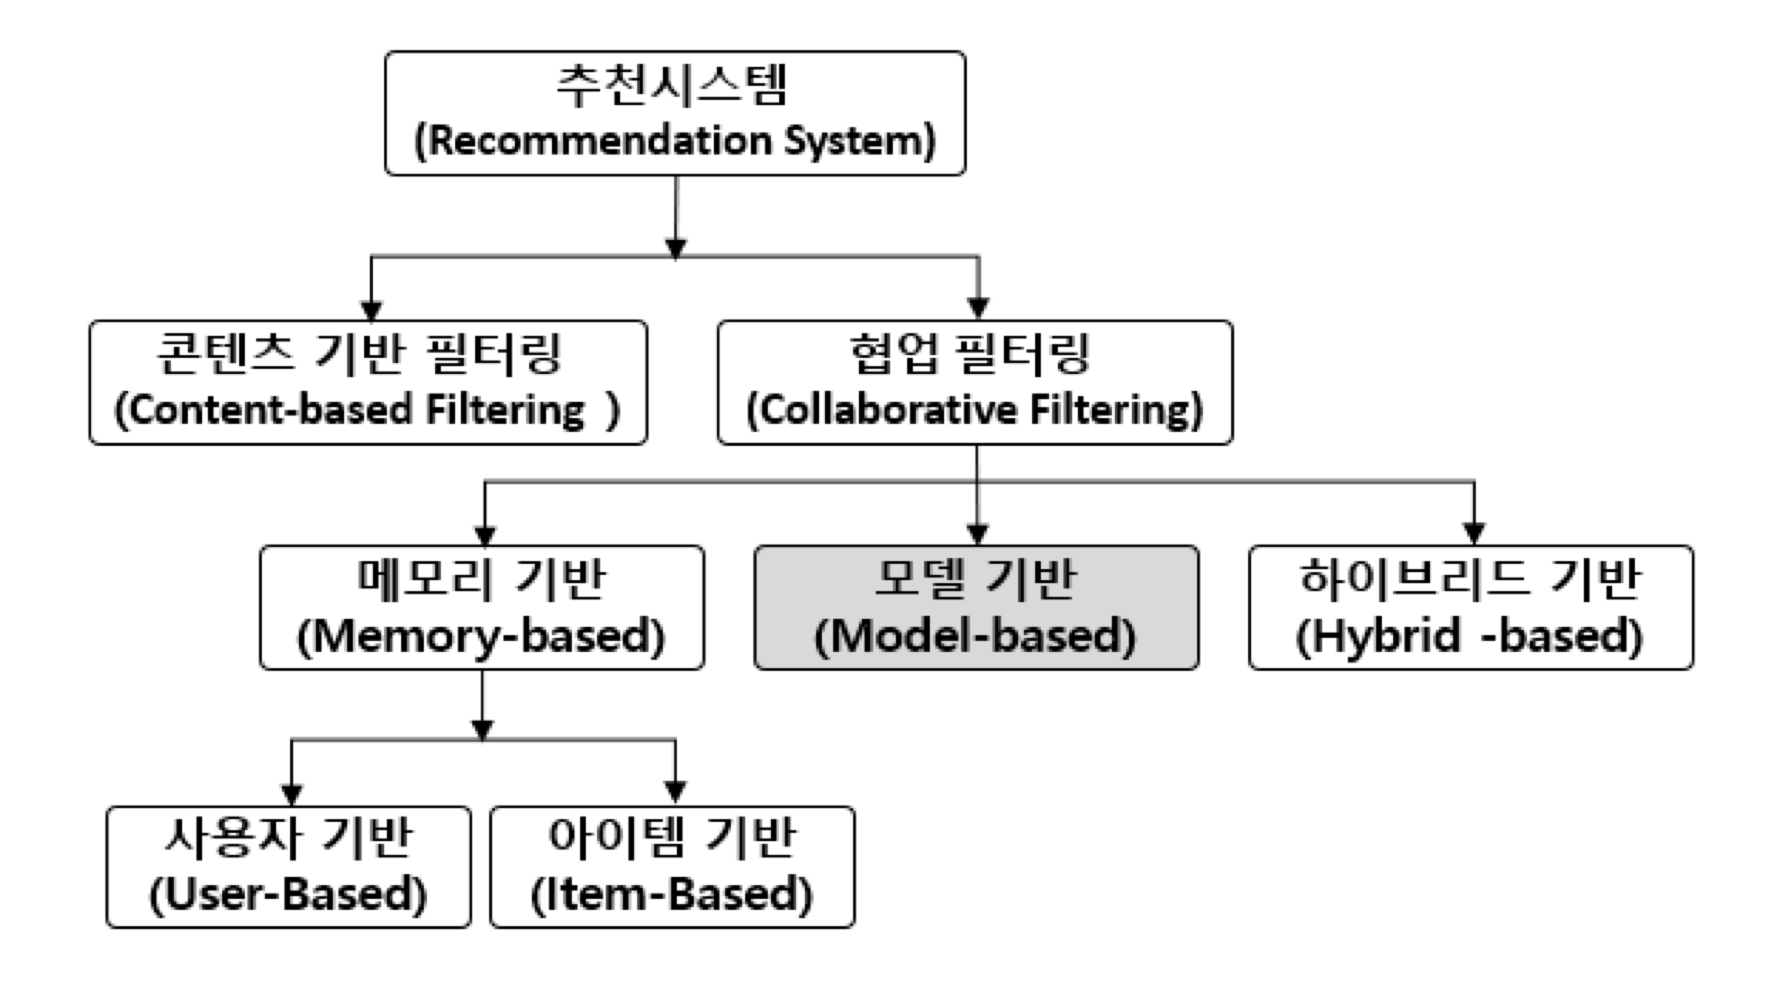 추천시스템
(Recommendation System)
콘텐츠 기반 필터링
(Content-based Filtering )
협업 필터링
(Collaborative Filtering)
메모리 기반
(Memory-based)
모델 기반
(Model-based)
하이브리드 기반
(Hybrid -based)
사용자 기반
(User-Based)
아이템 기반
(Item-Based)